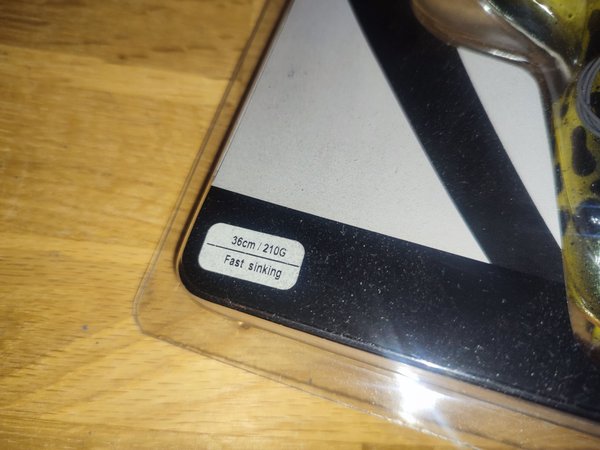 36cm / 210G
Fast sinking